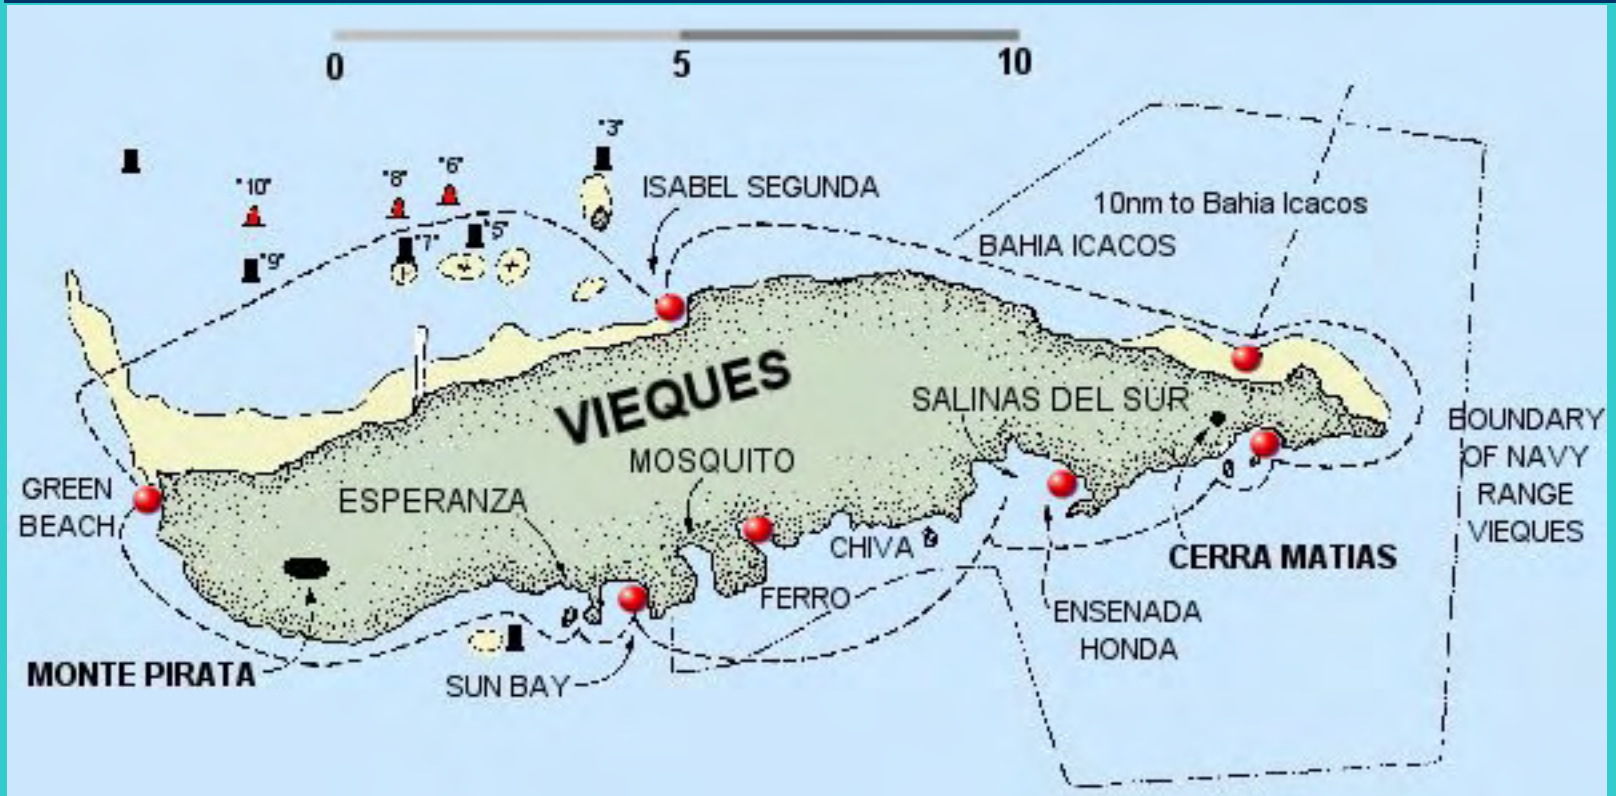 0 5 10
"3"
"6"
"8"
"10"
ISABEL SEGUNDA
10nm to Bahia Icacos
"5"
"7"
BAHIA ICACOS
"9"
VIEQUES
SALINAS DEL SUR
BOUNDARY
OF NAVY
RANGE
VIEQUES
MOSQUITO
GREEN
BEACH
ESPERANZA
CHIVA
CERRA MATIAS
FERRO
ENSENADA
HONDA
MONTE PIRATA
SUN BAY